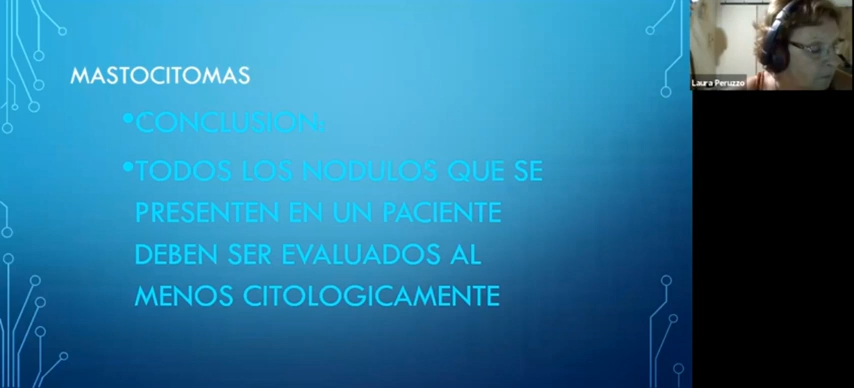 MASTOCITOMAS
•CONCLUSION:
•TODOS LOS NODULOS QUE SE
PRESENTEN EN UN PACIENTE
DEBEN SER EVALUADOS AL
MENOS CITOLOGICAMENTE
Laura Peruzzo